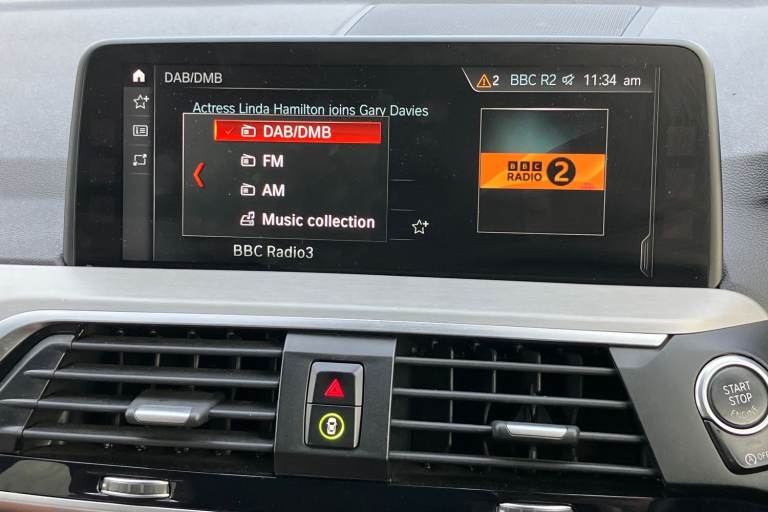 DAB/DMB
2 BBC R2 11:34 am
Actress Linda Hamilton joins Gary Davies
DAB/DMB
FM
AM
Music collection
BBC
RADIO 2
BBC Radio3
START
STOP
ENGINE
A OFF